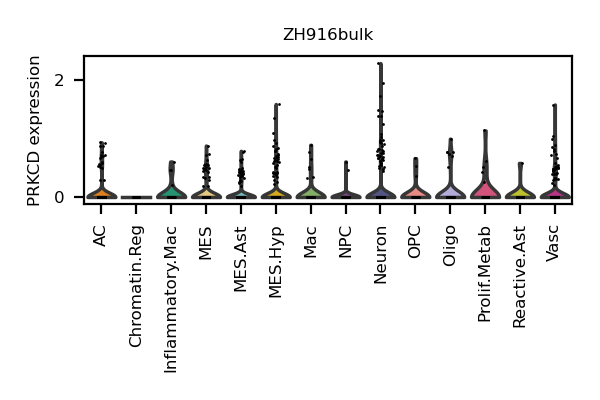 ZH916bulk
PRKCD expression
2
0
AC
Chromatin.Reg
Inflammatory.Mac
MES
MES.Ast
MES.Hyp
Mac
NPC
Neuron
OPC
Oligo
Prolif.Metab
Reactive.Ast
Vasc